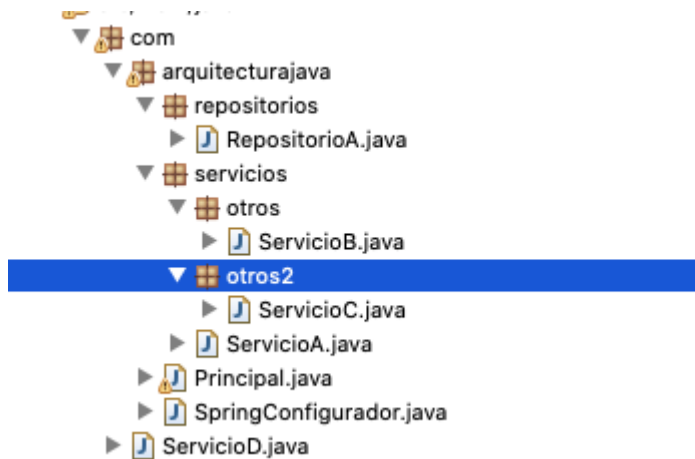 com
arquitecturajava
repositorios
RepositorioA.java
servicios
otros
ServicioB.java
otros2
ServicioC.java
ServicioA.java
Principal.java
SpringConfigurador.java
ServicioD.java